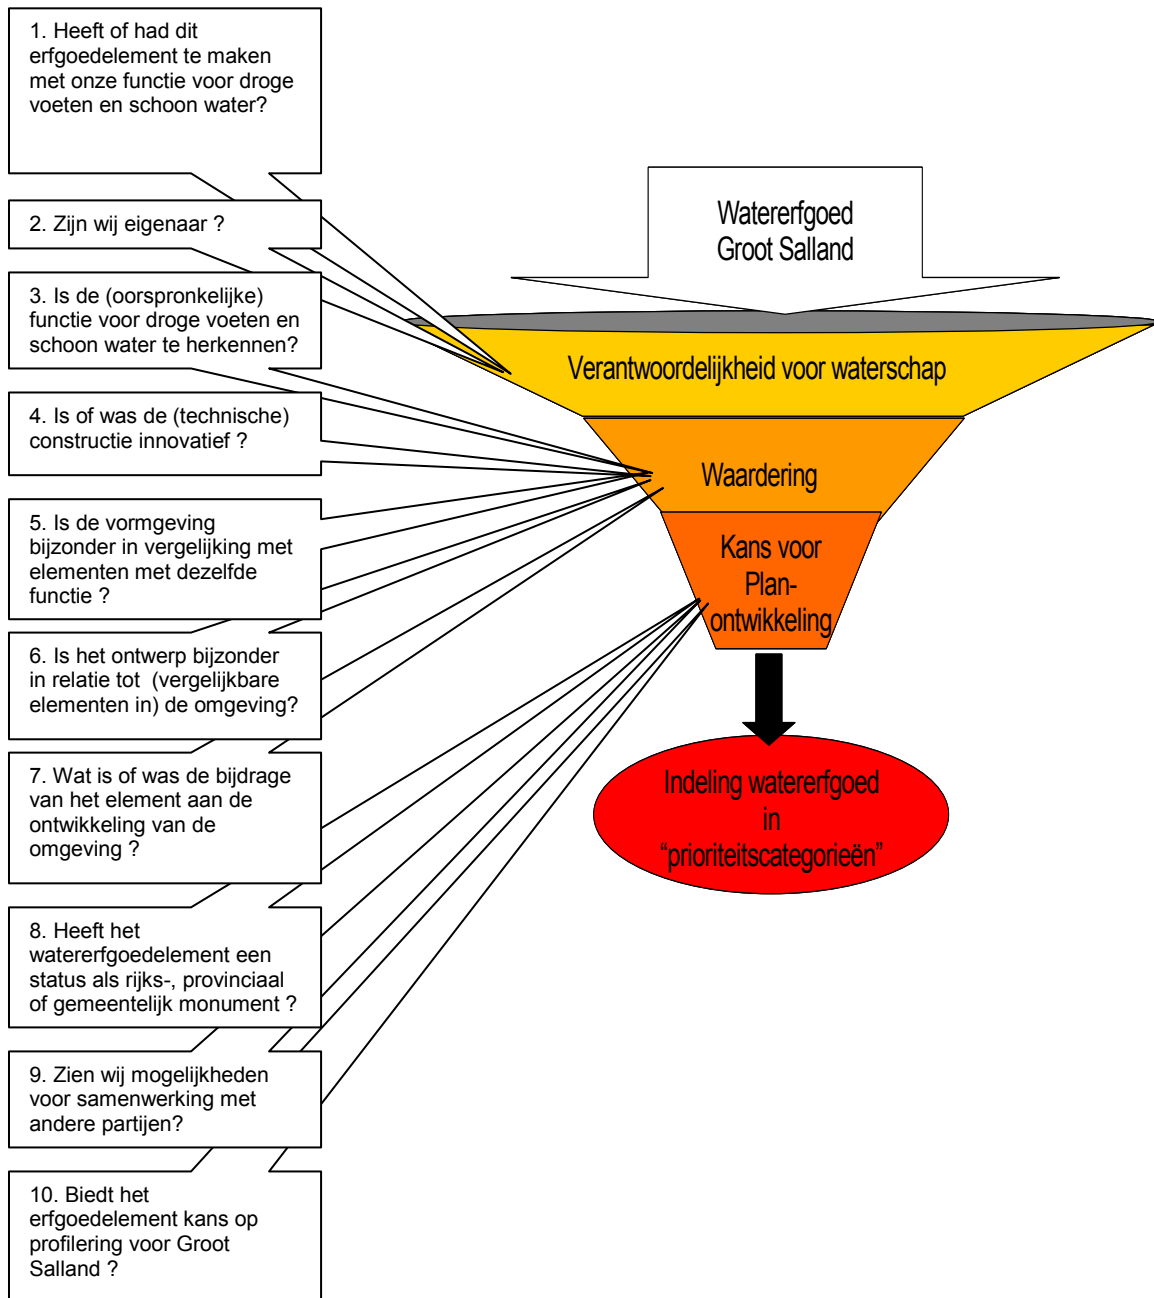 1. Heeft of had dit
erfgoedelement te maken
met onze functie voor droge
voeten en schoon water?
2. Zijn wij eigenaar ?
3. Is de (oorspronkelijke)
functie voor droge voeten en
schoon water te herkennen?
4. Is of was de (technische)
constructie innovatief ?
5. Is de vormgeving
bijzonder in vergelijking met
elementen met dezelfde
functie ?
6. Is het ontwerp bijzonder
in relatie tot (vergelijkbare
elementen in) de omgeving?
7. Wat is of was de bijdrage
van het element aan de
ontwikkeling van de
omgeving ?
8. Heeft het
watererfgoedelement een
status als rijks-, provinciaal
of gemeentelijk monument ?
9. Zien wij mogelijkheden
voor samenwerking met
andere partijen?
10. Biedt het
erfgoedelement kans op
profilering voor Groot
Salland ?
Watererfgoed
Groot Salland
Verantwoordelijkheid voor waterschap
Waardering
Kans voor
Plan-
ontwikkeling
Indeling watererfgoed
in
“prioriteitscategorieën”